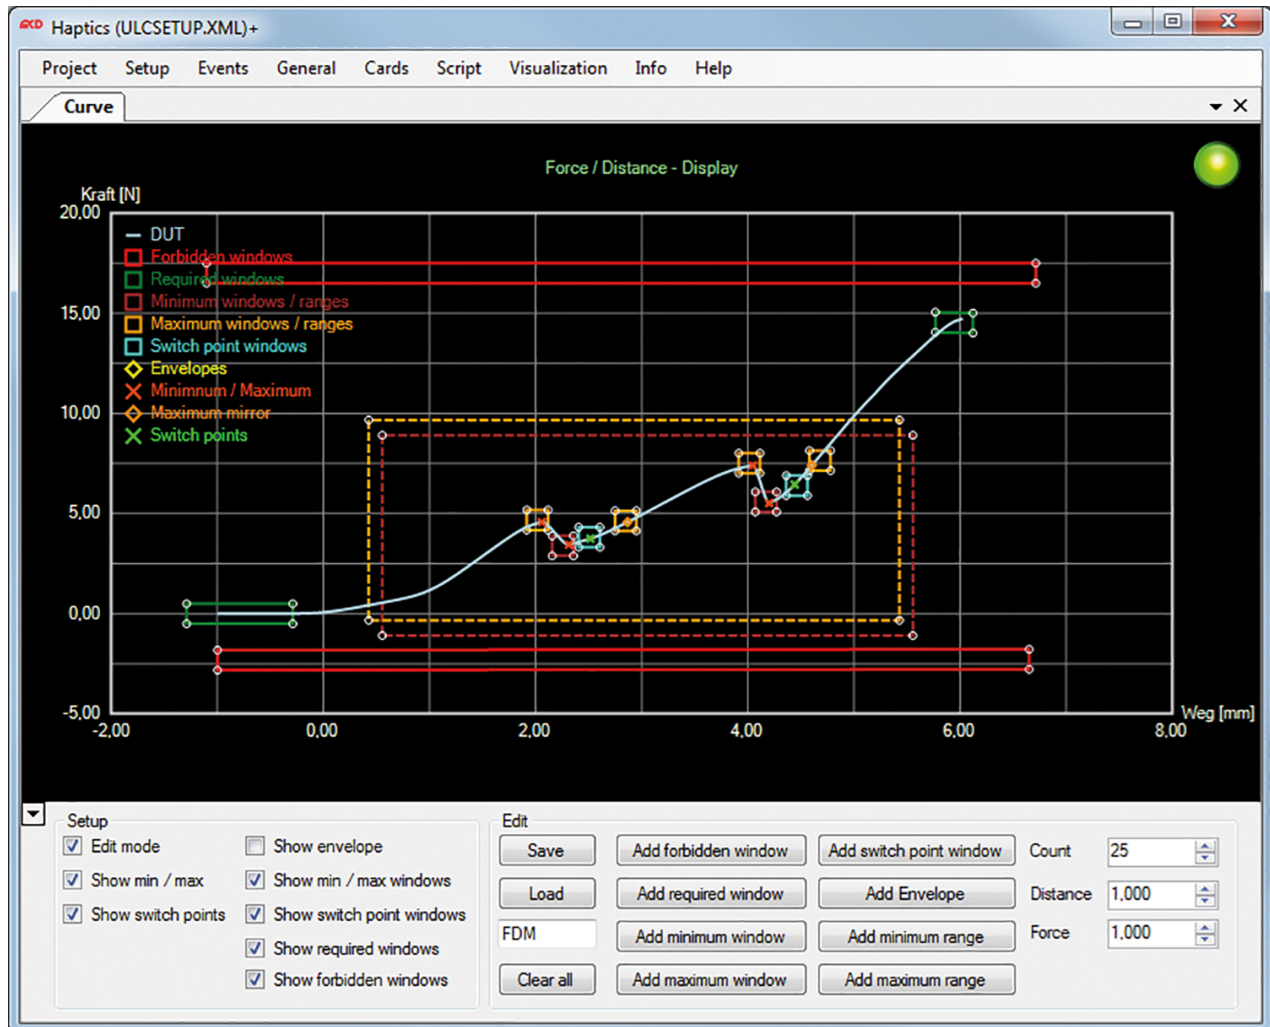 GKD Haptics (ULCSETUP.XML)+
Project Setup Events General Cards Script Visualization Info Help
Curve
Force / Distance - Display
Kraft [N]
20,00
DUT
Forbidden windows
Required windows
15,00
Minimum windows / ranges
Maximum windows / ranges
Switch point windows
Envelopes
Minimnum / Maximum
10,00
Maximum mirror
Switch points
5,00
0,00
-5,00
Weg [mm]
-2,00 0,00 2,00 4,00 6,00 8,00
Setup
Edit mode
Show envelope
Show min / max
Show min / max windows
Show switch points
Show switch point windows
Show required windows
Show forbidden windows
Edit
Save
Add forbidden window
Add switch point window
Count 25
Load
Add required window
Add Envelope
Distance 1,000
FDM
Add minimum window
Add minimum range
Force 1,000
Clear all
Add maximum window
Add maximum range